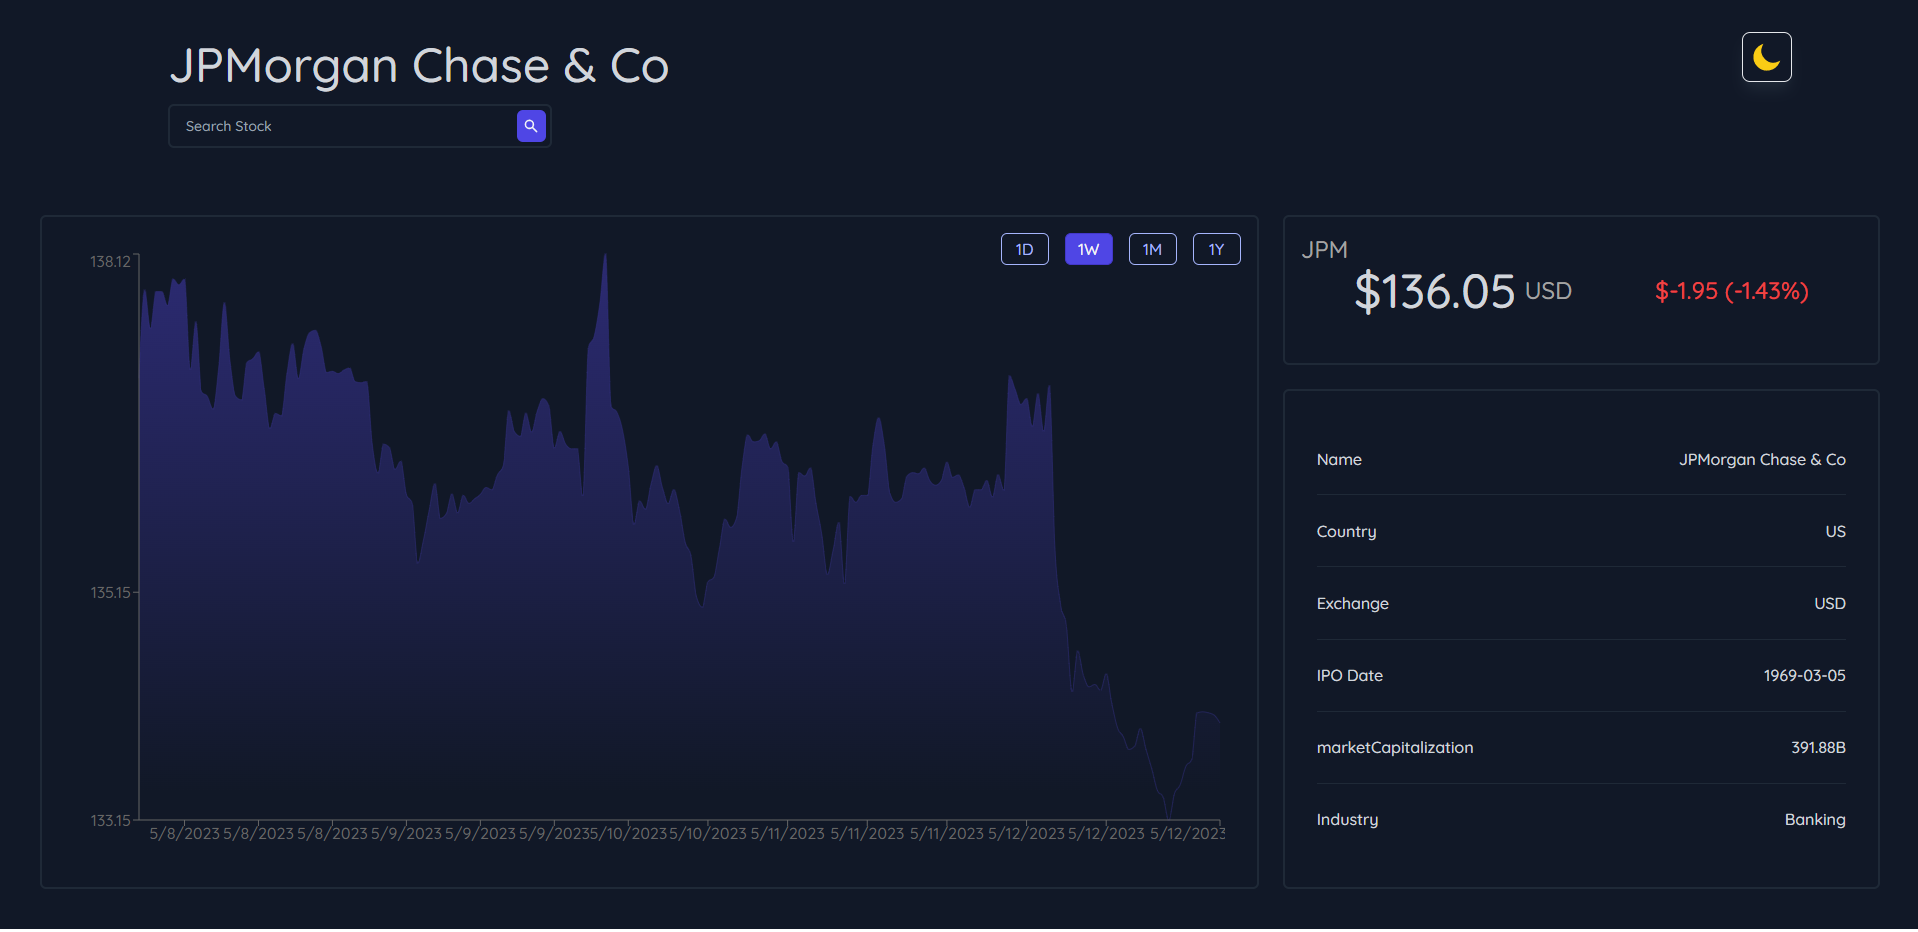 JPMorgan Chase & Co
Search Stock
1D 1W 1M 1Y
138.12
135.15
133.15
5/8/2023 5/8/2023 5/8/2023 5/9/2023 5/9/2023 5/9/2023 5/10/2023 5/10/2023 5/11/2023 5/11/2023 5/11/2023 5/12/2023 5/12/2023 5/12/2023
JPM
$136.05 USD $-1.95 (-1.43%)
Name JPMorgan Chase & Co
Country US
Exchange USD
IPO Date 1969-03-05
marketCapitalization 391.88B
Industry Banking